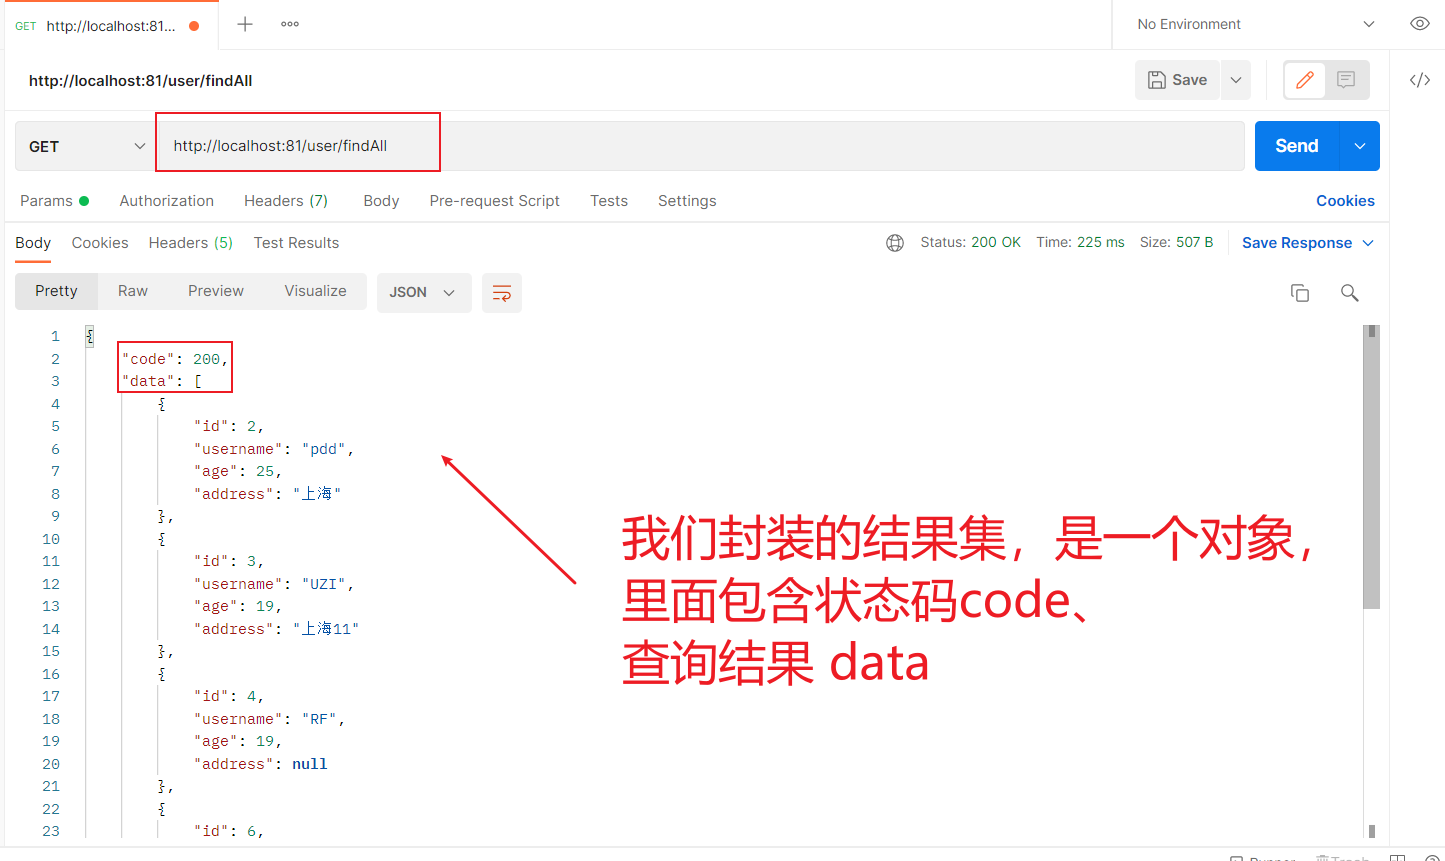 GET http://localhost:81...
No Environment
http://localhost:81/user/findAll
Save
GET
http://localhost:81/user/findAll
Send
Params Authorization Headers (7) Body Pre-request Script Tests Settings Cookies
Body Cookies Headers (5) Test Results
Status: 200 OK Time: 225 ms Size: 507 B Save Response
Pretty Raw Preview Visualize JSON
1 {
2 "code": 200,
3 "data": [
4 {
5 "id": 2,
6 "username": "pdd",
7 "age": 25,
8 "address": "上海"
9 },
10 {
11 "id": 3,
12 "username": "UZI",
13 "age": 19,
14 "address": "上海11"
15 },
16 {
17 "id": 4,
18 "username": "RF",
19 "age": 19,
20 "address": null
21 },
22 {
23 "id": 6,
我们封装的结果集，是一个对象，
里面包含状态码code、
查询结果 data